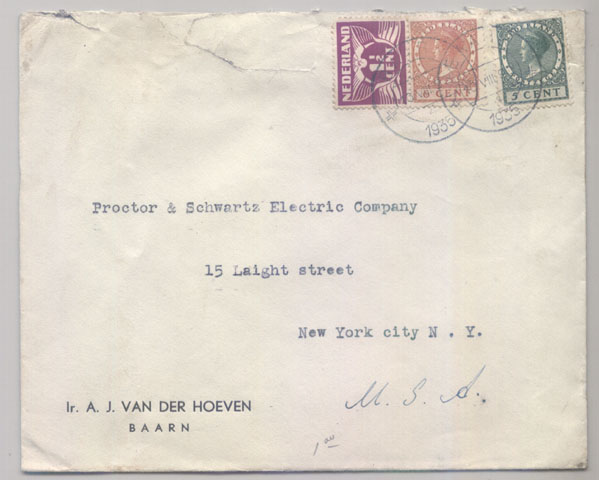 NEDERLAND
CENT
CENT
5 CENT
1935
1935
Proctor & Schwartz Electric Company
15 Laight street
New York city N . Y.
U. S. A.
Ir. A. J. VAN DER HOEVEN
BAARN